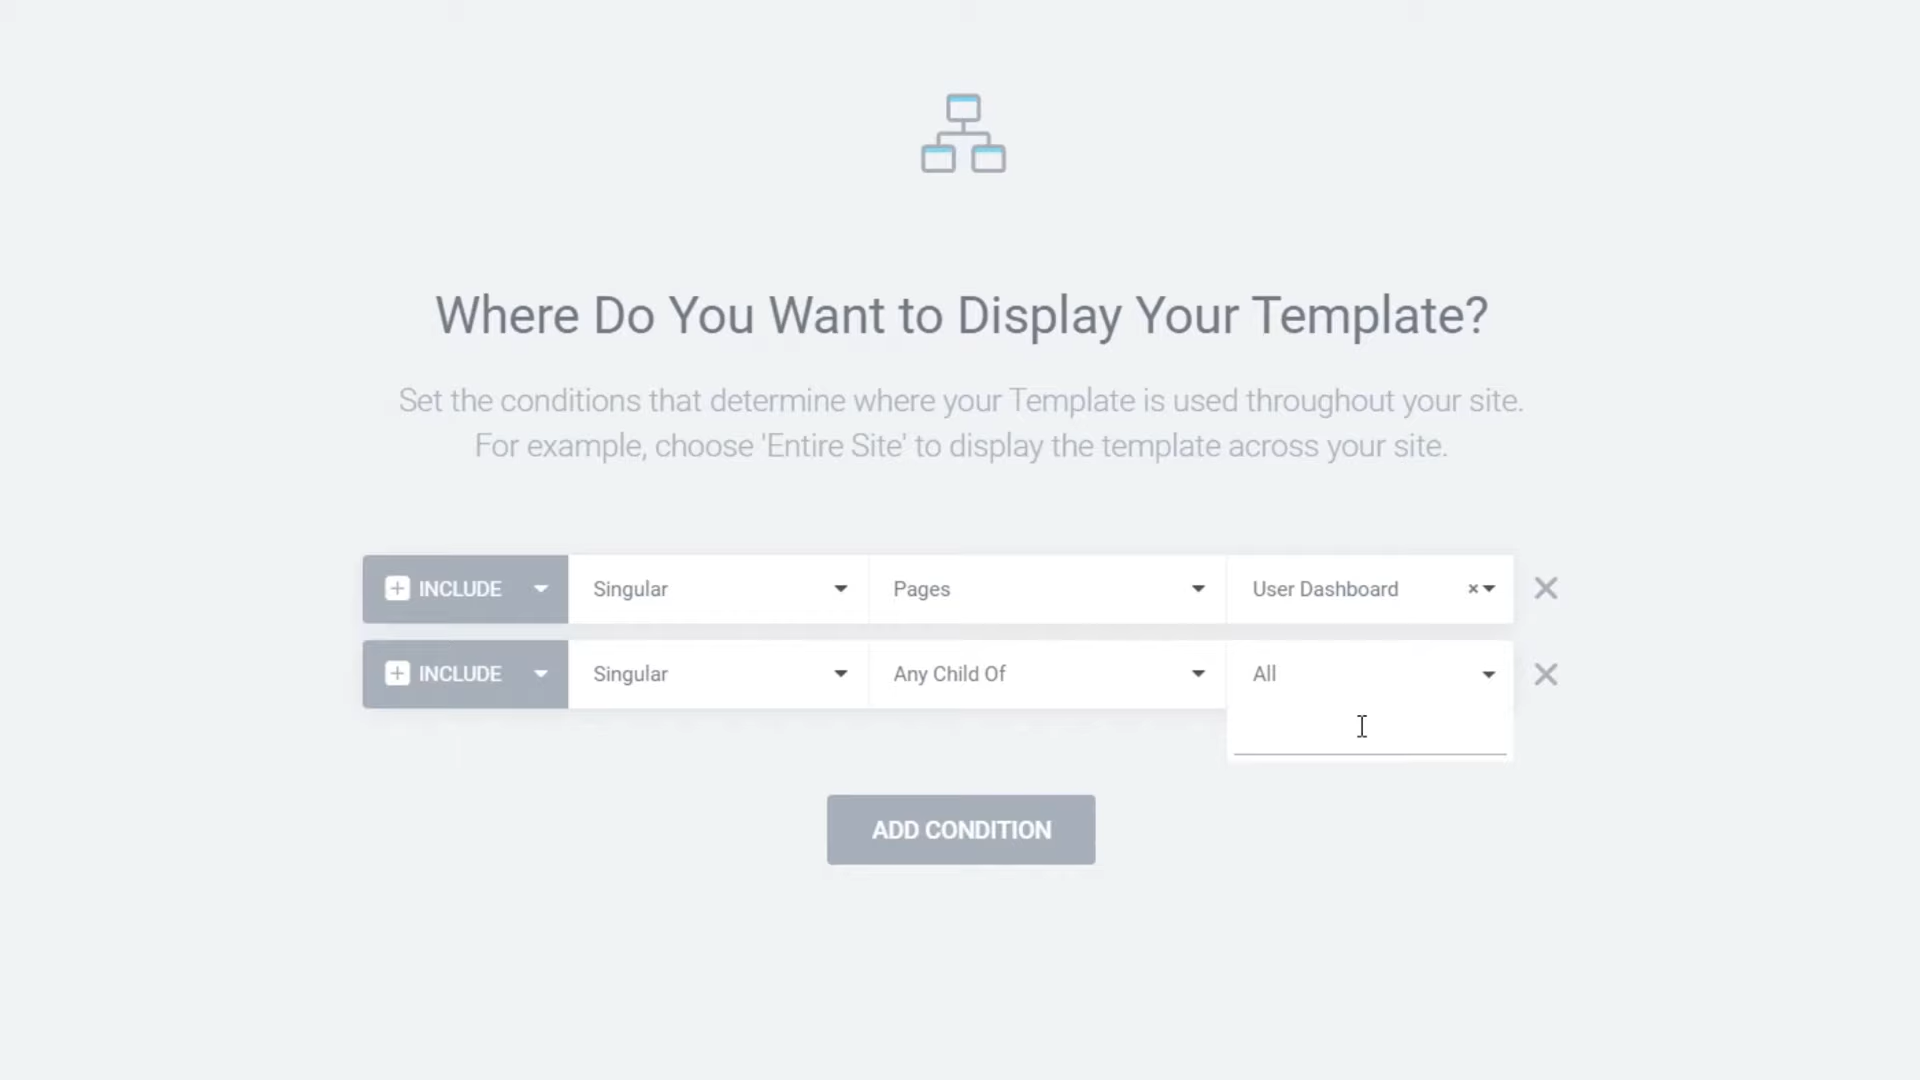 Where Do You Want to Display Your Template?
Set the conditions that determine where your Template is used throughout your site.
For example, choose 'Entire Site' to display the template across your site.
INCLUDE Singular Pages User Dashboard ×
INCLUDE Singular Any Child Of All
ADD CONDITION